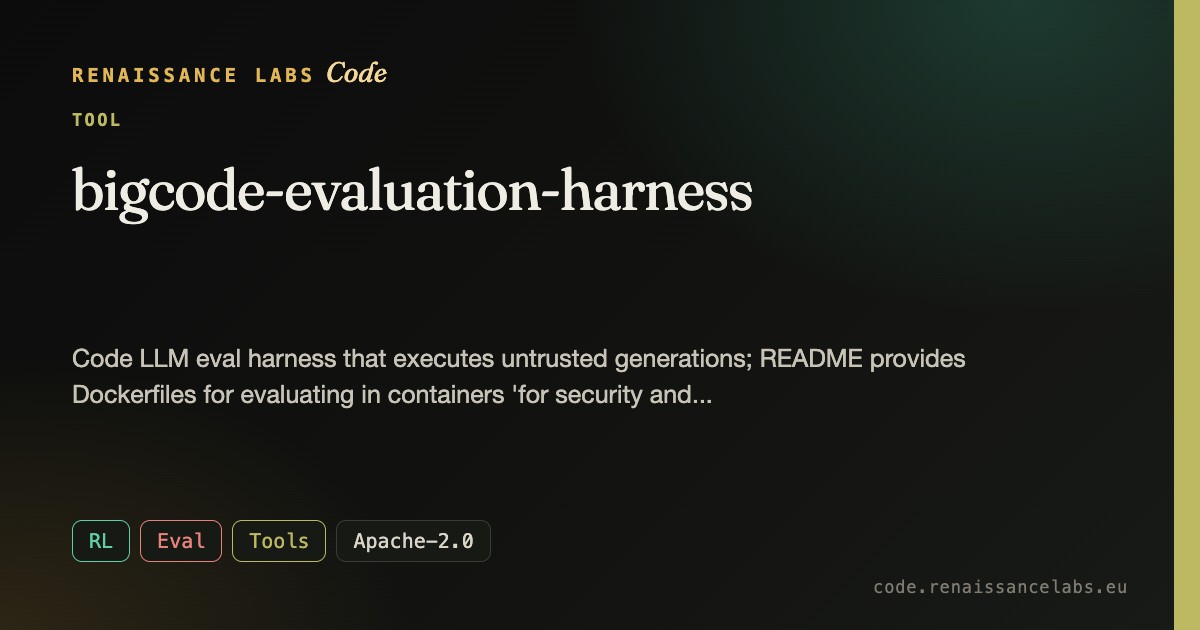 RENAISSANCE LABS Code
TOOL
bigcode-evaluation-harness
Code LLM eval harness that executes untrusted generations; README provides
Dockerfiles for evaluating in containers 'for security and...
RL Eval Tools Apache-2.0
code.renaissancelabs.eu